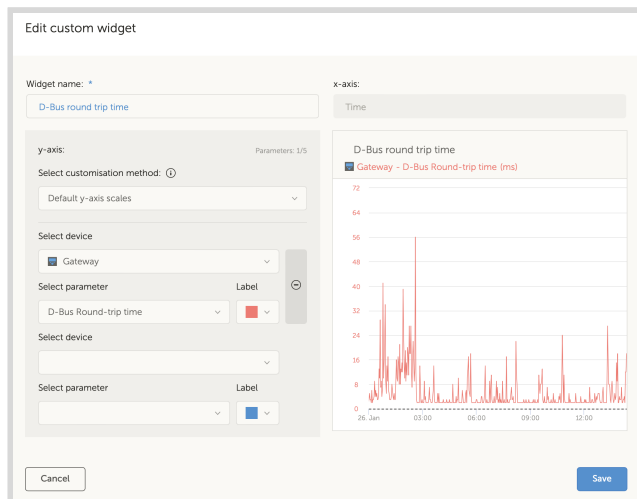 Edit custom widget
Widget name: *
D-Bus round trip time
x-axis:
Time
y-axis:
Parameters: 1/5
Select customisation method:
Default y-axis scales
Select device
Gateway
Select parameter
Label
D-Bus Round-trip time
Select device
Select parameter
Label
D-Bus round trip time
Gateway - D-Bus Round-trip time (ms)
72
64
56
48
40
32
24
16
8
0
26. Jan
03:00
06:00
09:00
12:00
Cancel
Save